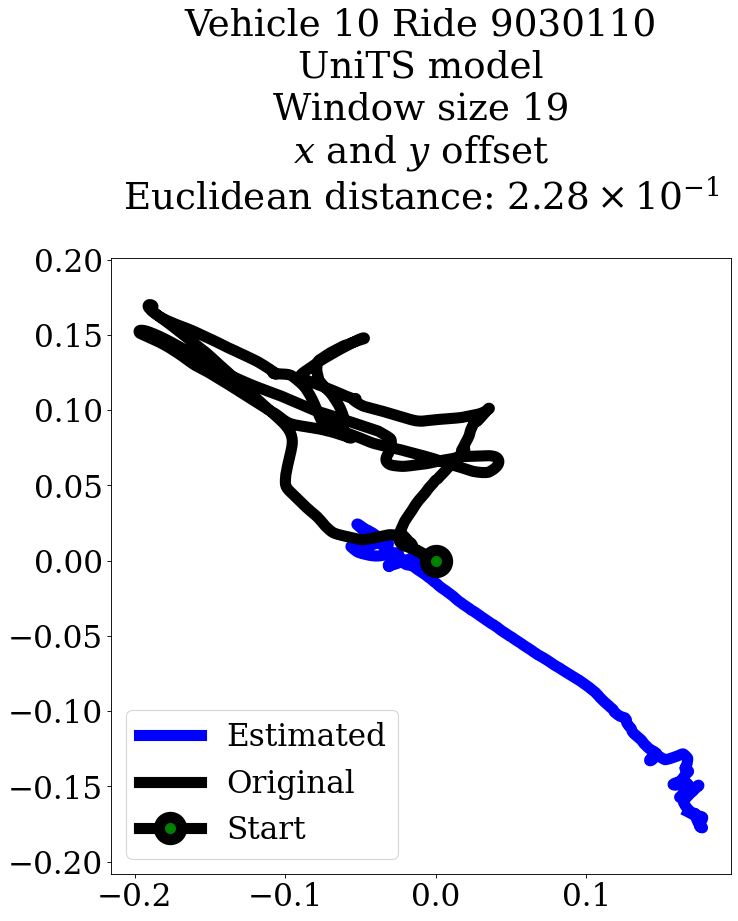 Vehicle 10 Ride 9030110
UniTS model
Window size 19
x and y offset
Euclidean distance: 2.28 × 10⁻¹
0.20
0.15
0.10
0.05
0.00
−0.05
−0.10
−0.15
−0.20
Estimated
Original
Start
−0.2
−0.1
0.0
0.1